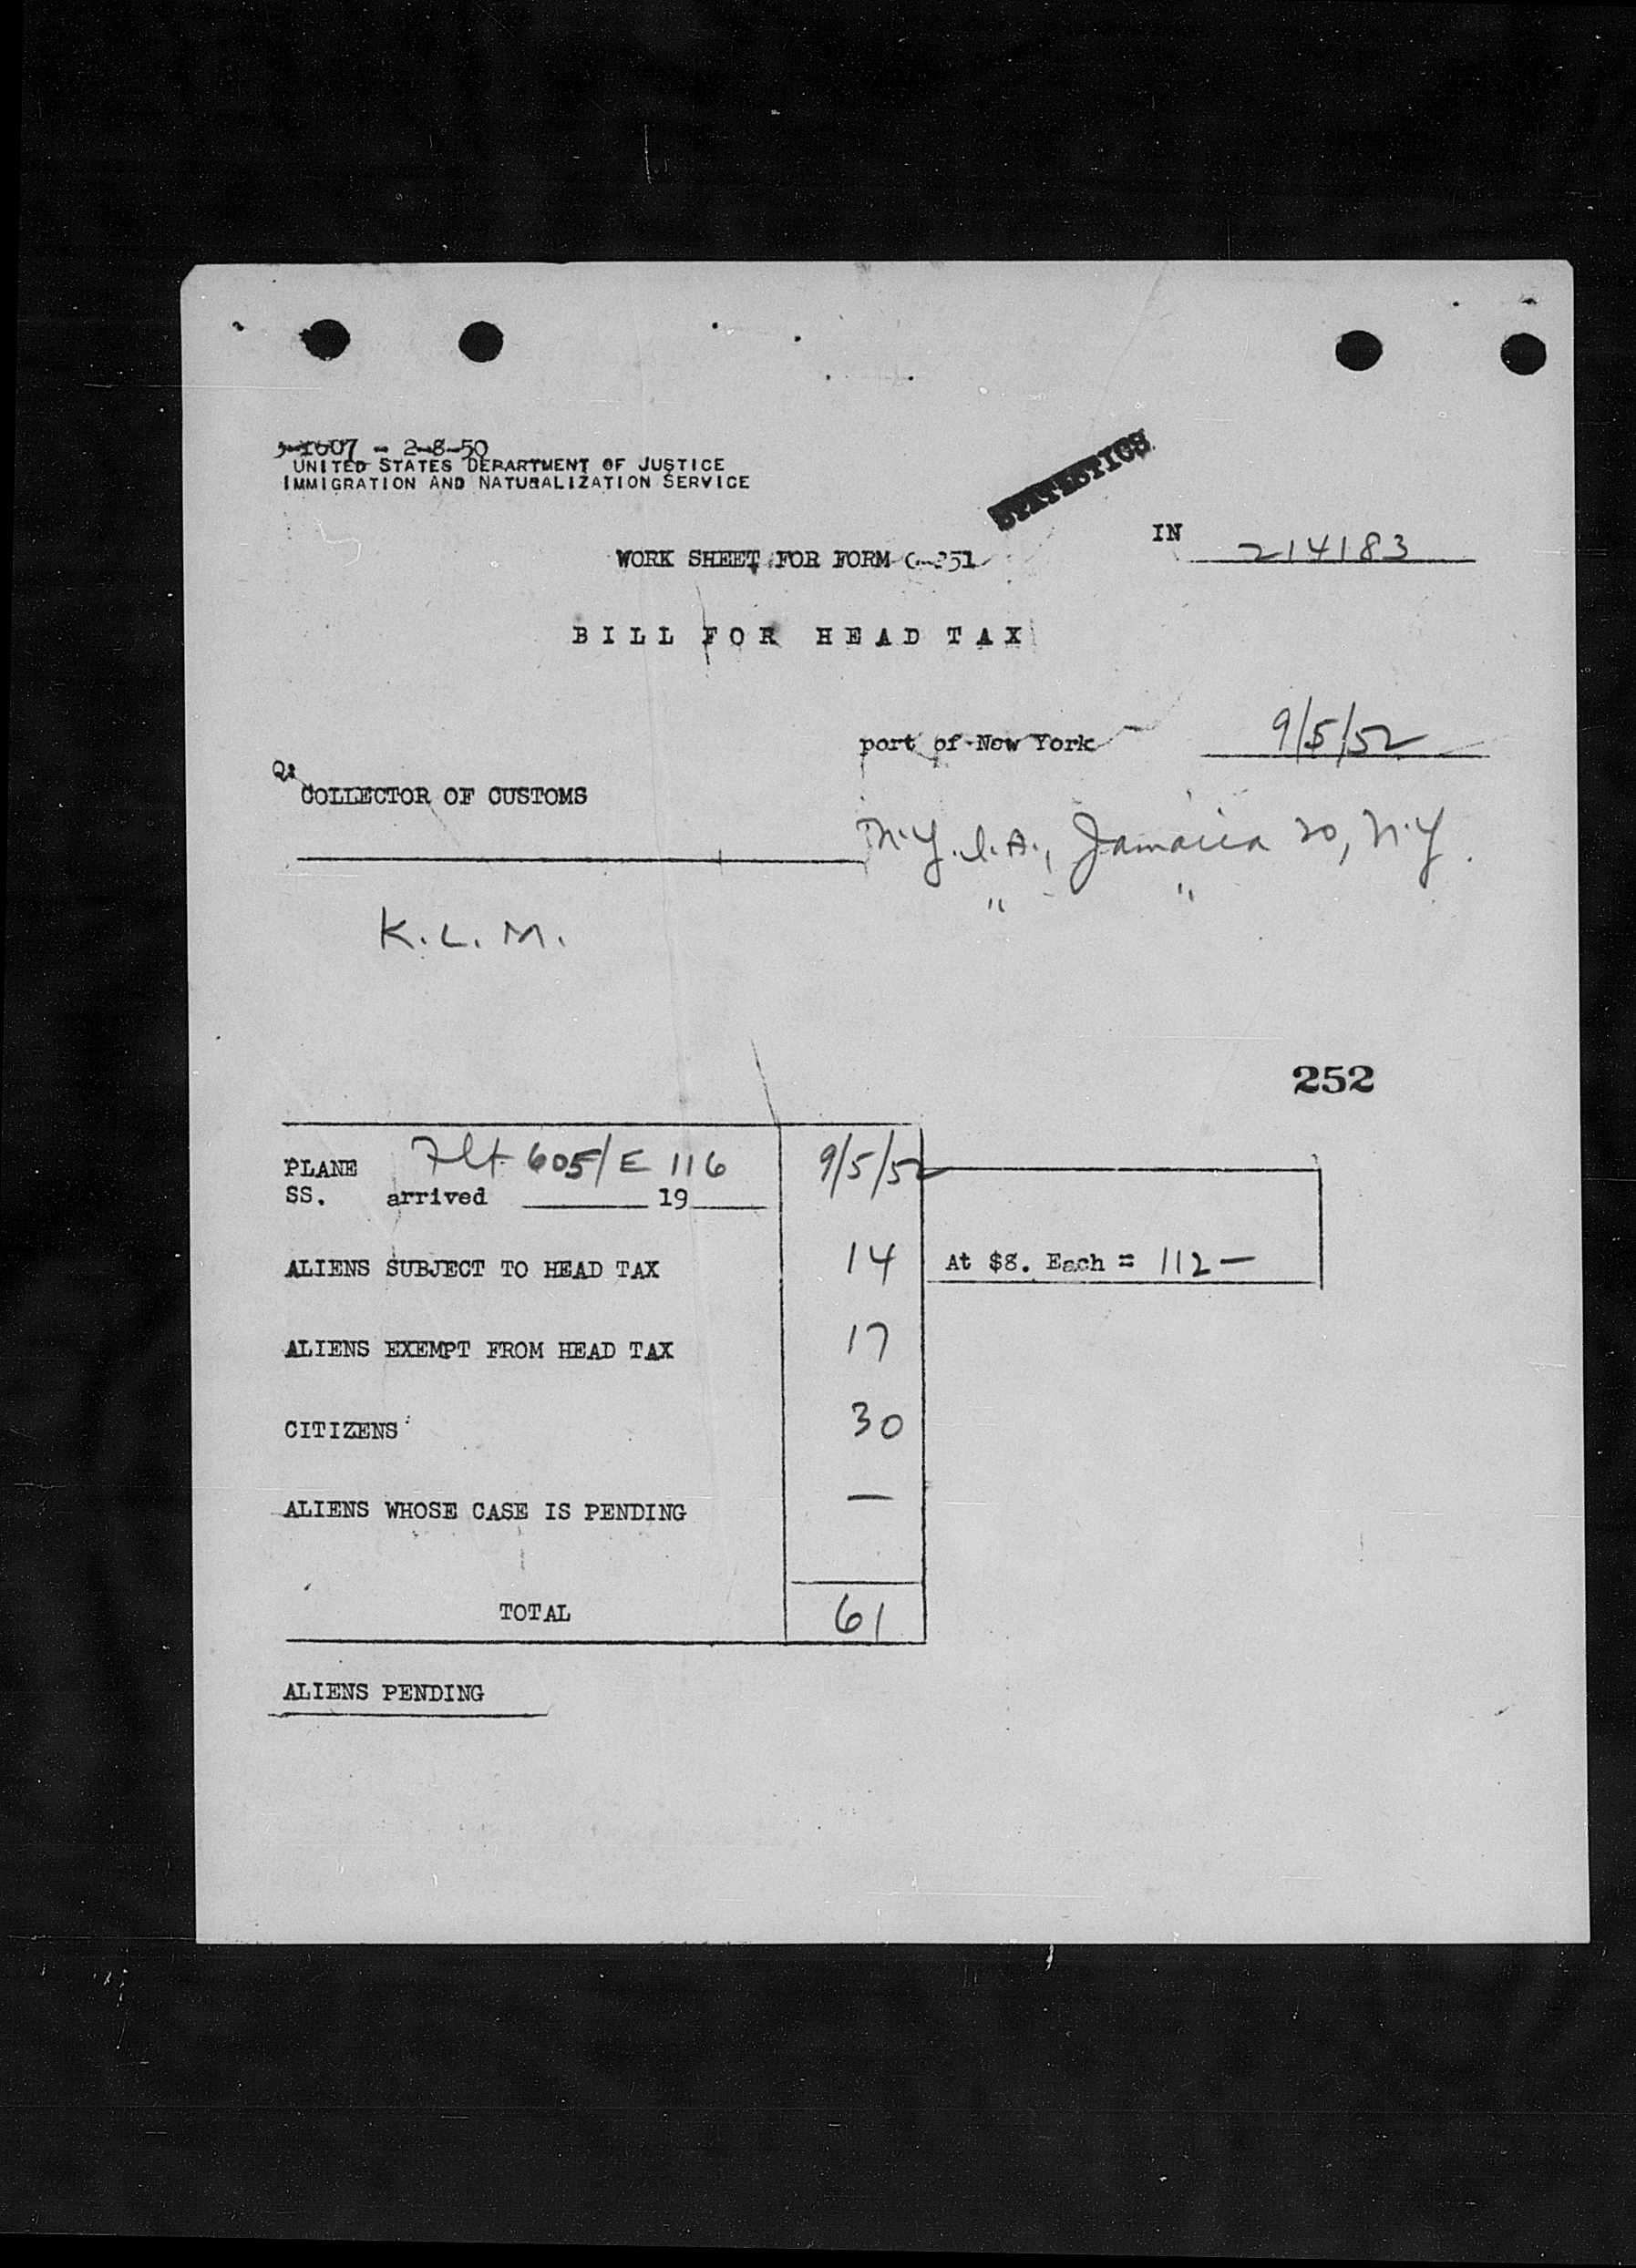 3-1607 - 2-8-50
UNITED STATES DEPARTMENT OF JUSTICE
IMMIGRATION AND NATURALIZATION SERVICE
STATISTICS
IN 214183
WORK SHEET FOR FORM G-251
BILL FOR HEAD TAX
port of New York 9/5/52
COLLECTOR OF CUSTOMS
N.Y.I.A., Jamaica 20, N.Y.
" "
K.L.M.
252
PLANE Flt 605/E 116 9/5/52
SS. arrived 19
ALIENS SUBJECT TO HEAD TAX 14 At $8. Each = 112 —
ALIENS EXEMPT FROM HEAD TAX 17
CITIZENS 30
ALIENS WHOSE CASE IS PENDING —
TOTAL 61
ALIENS PENDING